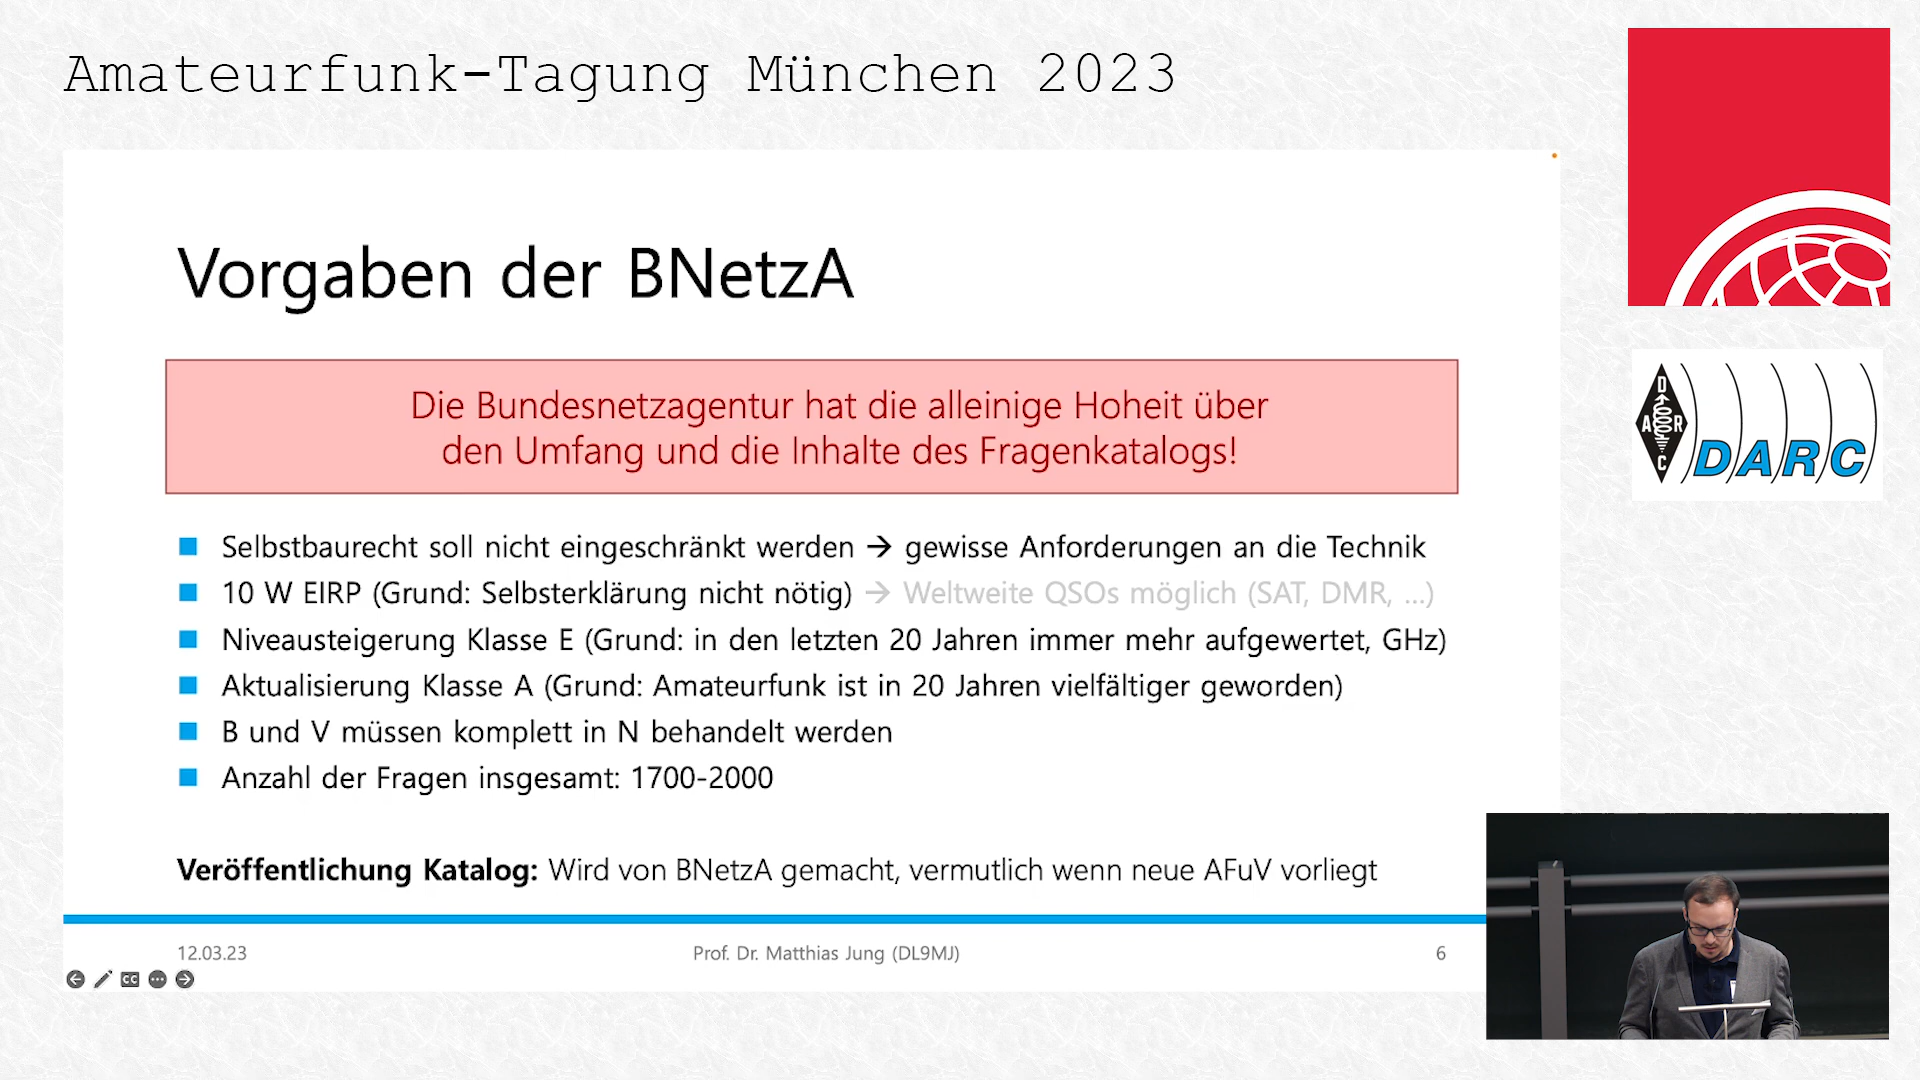 Amateurfunk-Tagung München 2023
Vorgaben der BNetzA
Die Bundesnetzagentur hat die alleinige Hoheit über
den Umfang und die Inhalte des Fragenkatalogs!
Selbstbaurecht soll nicht eingeschränkt werden → gewisse Anforderungen an die Technik
10 W EIRP (Grund: Selbsterklärung nicht nötig) → Weltweite QSOs möglich (SAT, DMR, ...)
Niveausteigerung Klasse E (Grund: in den letzten 20 Jahren immer mehr aufgewertet, GHz)
Aktualisierung Klasse A (Grund: Amateurfunk ist in 20 Jahren vielfältiger geworden)
B und V müssen komplett in N behandelt werden
Anzahl der Fragen insgesamt: 1700-2000
Veröffentlichung Katalog: Wird von BNetzA gemacht, vermutlich wenn neue AFuV vorliegt
12.03.23
Prof. Dr. Matthias Jung (DL9MJ)
6
CC
D
A R
C
DARC